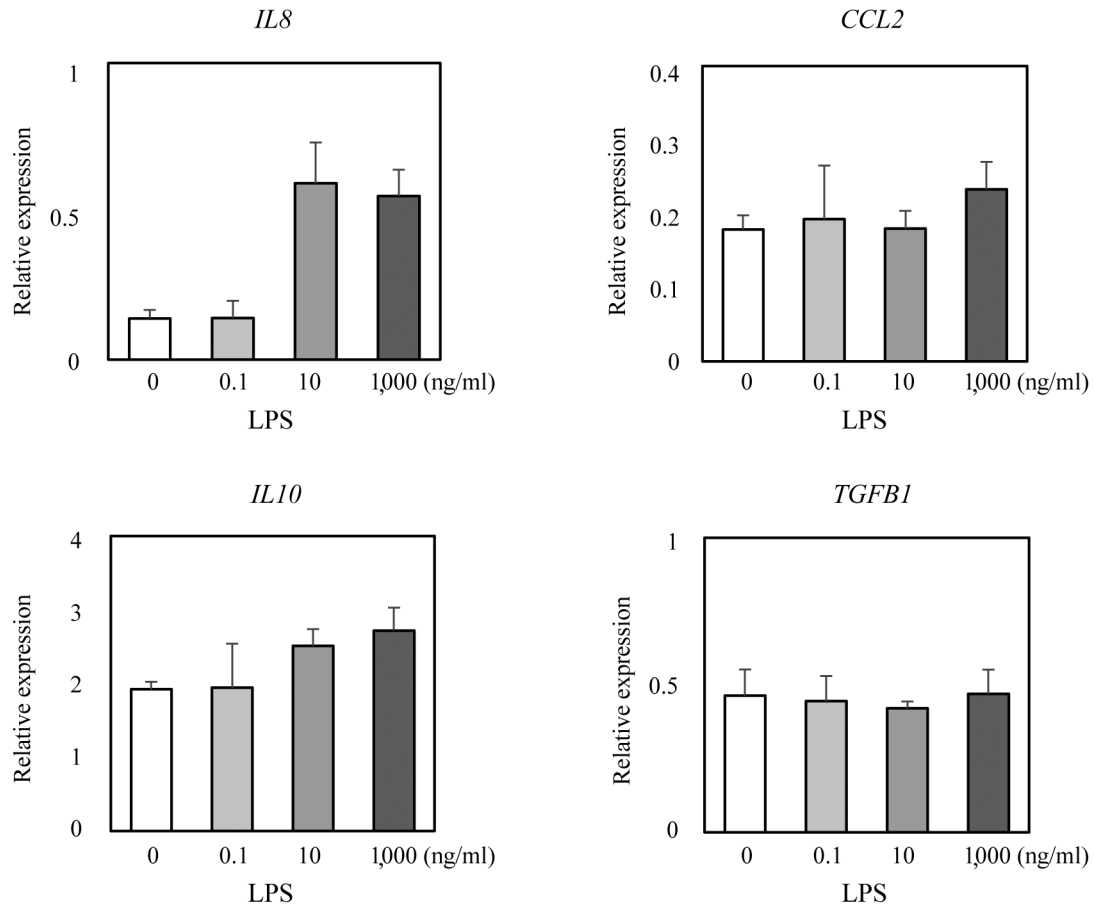 IL8
1
0.5
0
Relative expression
0 0.1 10 1,000 (ng/ml)
LPS
CCL2
0.4
0.3
0.2
0.1
0
Relative expression
0 0.1 10 1,000 (ng/ml)
LPS
IL10
4
3
2
1
0
Relative expression
0 0.1 10 1,000 (ng/ml)
LPS
TGFB1
1
0.5
0
Relative expression
0 0.1 10 1,000 (ng/ml)
LPS